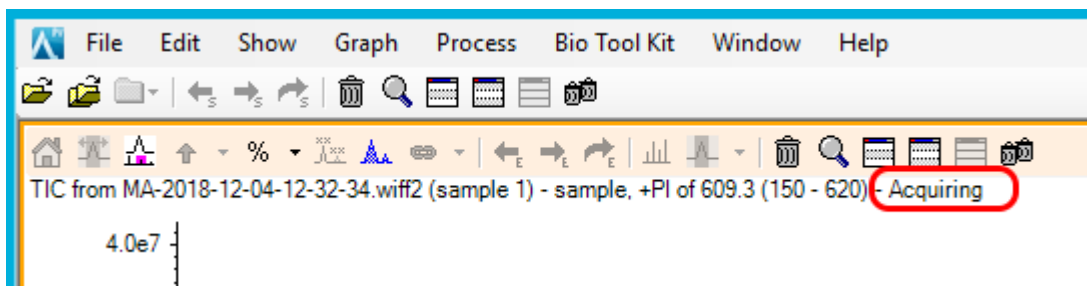 File Edit Show Graph Process Bio Tool Kit Window Help
S S S
% E E E
TIC from MA-2018-12-04-12-32-34.wiff2 (sample 1) - sample, +PI of 609.3 (150 - 620) - Acquiring
4.0e7